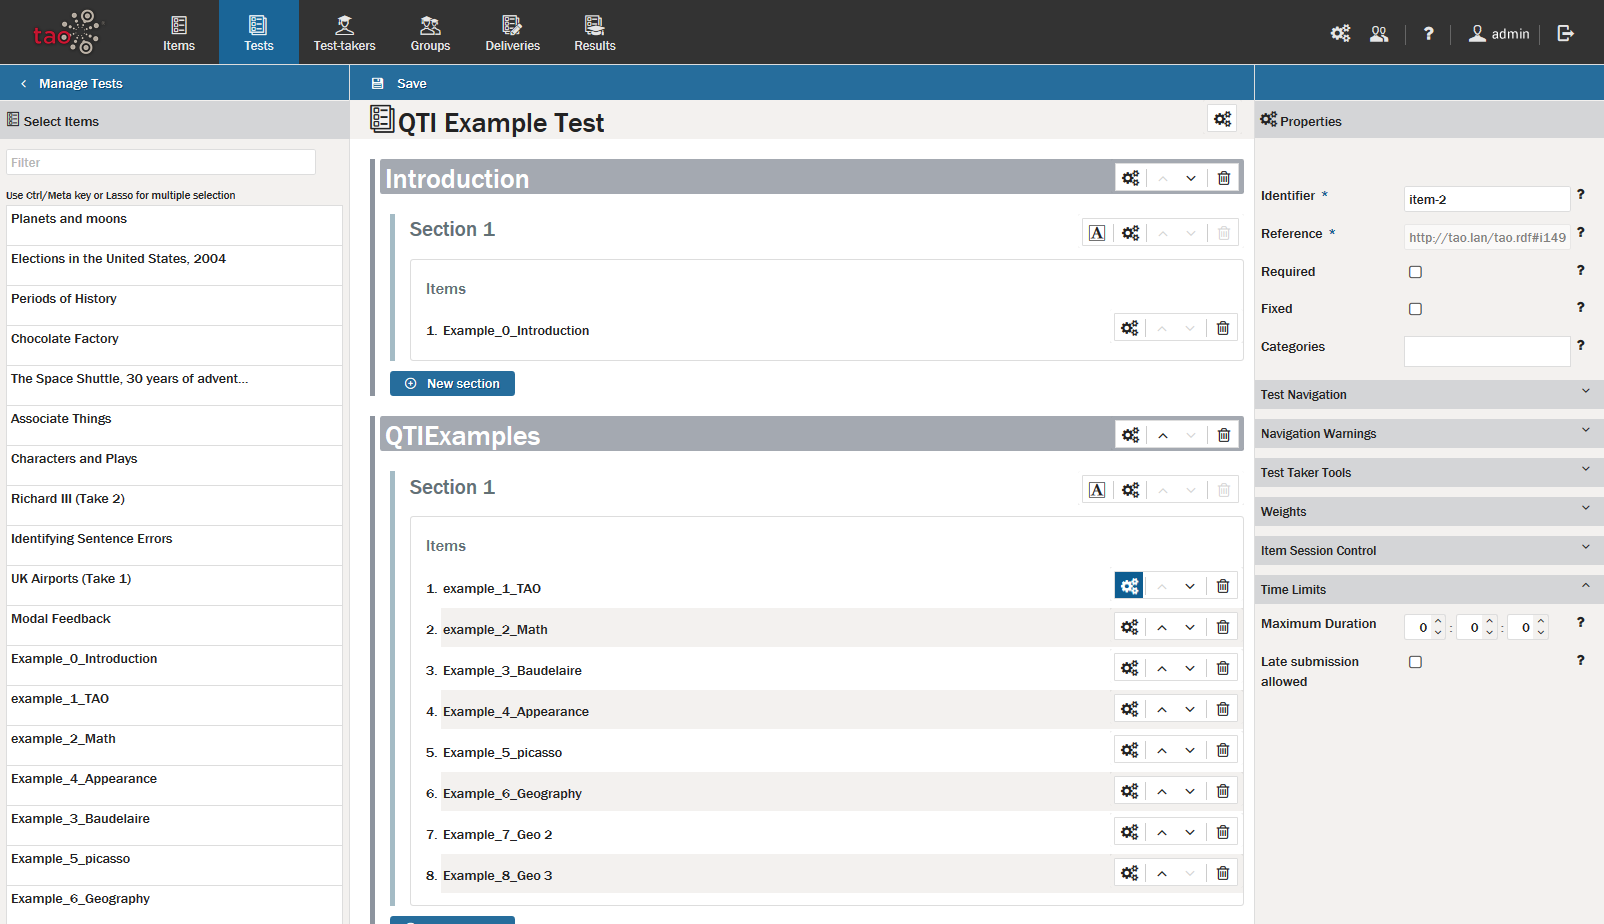 tao
Items
Tests
Test-takers
Groups
Deliveries
Results
?
admin
Manage Tests
Save
Select Items
Filter
Use Ctrl/Meta key or Lasso for multiple selection
Planets and moons
Elections in the United States, 2004
Periods of History
Chocolate Factory
The Space Shuttle, 30 years of advent...
Associate Things
Characters and Plays
Richard III (Take 2)
Identifying Sentence Errors
UK Airports (Take 1)
Modal Feedback
Example_0_Introduction
example_1_TAO
example_2_Math
Example_4_Appearance
Example_3_Baudelaire
Example_5_picasso
Example_6_Geography
QTI Example Test
Introduction
Section 1
A
Items
1. Example_0_Introduction
New section
QTIExamples
Section 1
A
Items
1. example_1_TAO
2. example_2_Math
3. Example_3_Baudelaire
4. Example_4_Appearance
5. Example_5_picasso
6. Example_6_Geography
7. Example_7_Geo 2
8. Example_8_Geo 3
Properties
Identifier * item-2 ?
Reference * http://tao.lan/tao.rdf#i149 ?
Required ?
Fixed ?
Categories ?
Test Navigation
Navigation Warnings
Test Taker Tools
Weights
Item Session Control
Time Limits
Maximum Duration 0 : 0 : 0 ?
Late submission ?
allowed